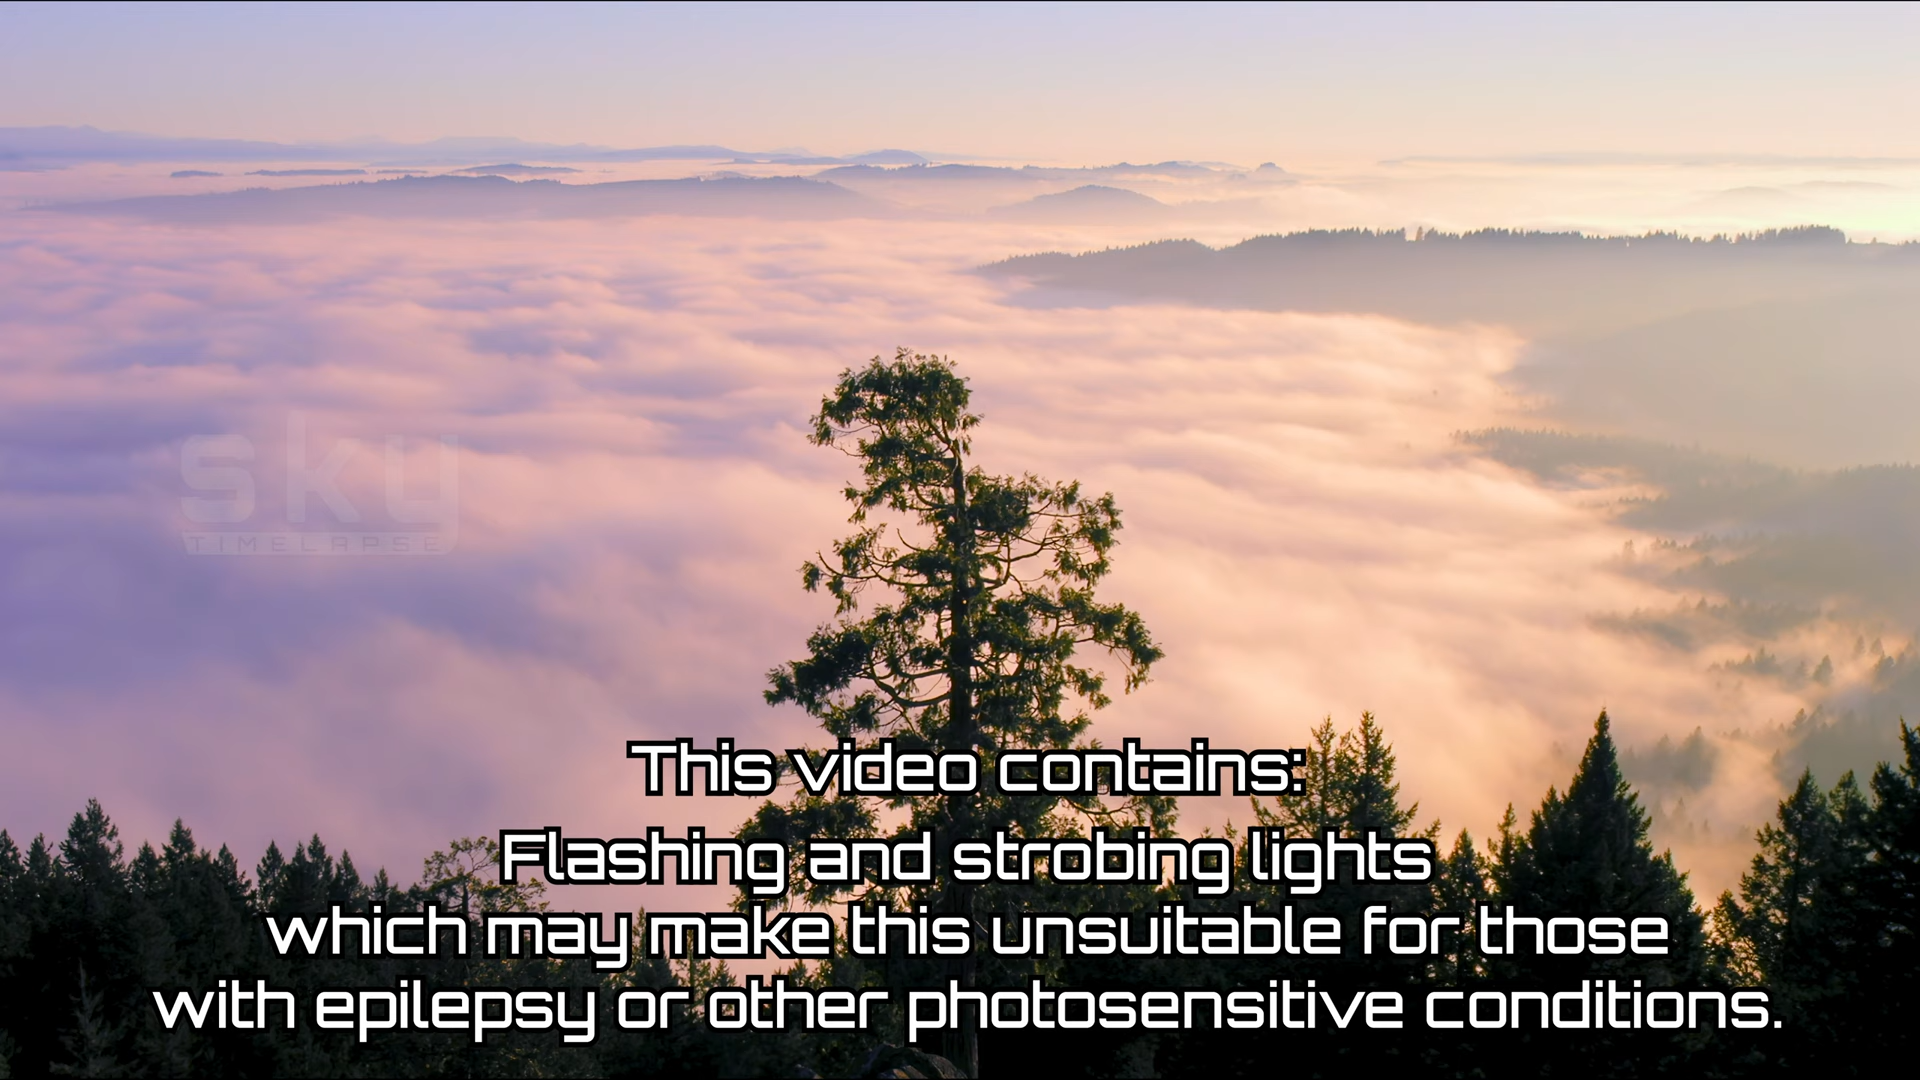 sky
TIMELAPSE
This video contains:
Flashing and strobing lights
which may make this unsuitable for those
with epilepsy or other photosensitive conditions.